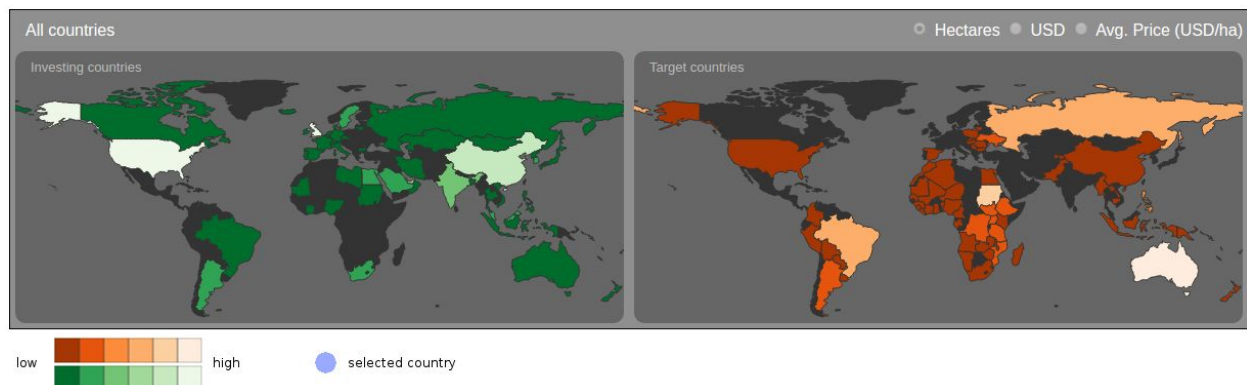 All countries
Hectares USD Avg. Price (USD/ha)
Investing countries
Target countries
low high selected country